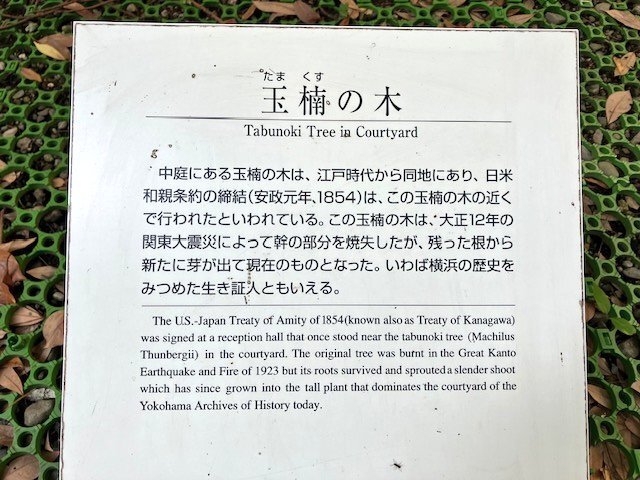 たま くす
玉楠の木
Tabunoki Tree in Courtyard
中庭にある玉楠の木は、江戸時代から同地にあり、日米
和親条約の締結(安政元年、1854)は、この玉楠の木の近く
で行われたといわれている。この玉楠の木は、大正12年の
関東大震災によって幹の部分を焼失したが、残った根から
新たに芽が出て現在のものとなった。いわば横浜の歴史を
みつめた生き証人ともいえる。
The U.S.-Japan Treaty of Amity of 1854(known also as Treaty of Kanagawa)
was signed at a reception hall that once stood near the tabunoki tree (Machilus
Thunbergii) in the courtyard. The original tree was burnt in the Great Kanto
Earthquake and Fire of 1923 but its roots survived and sprouted a slender shoot
which has since grown into the tall plant that dominates the courtyard of the
Yokohama Archives of History today.